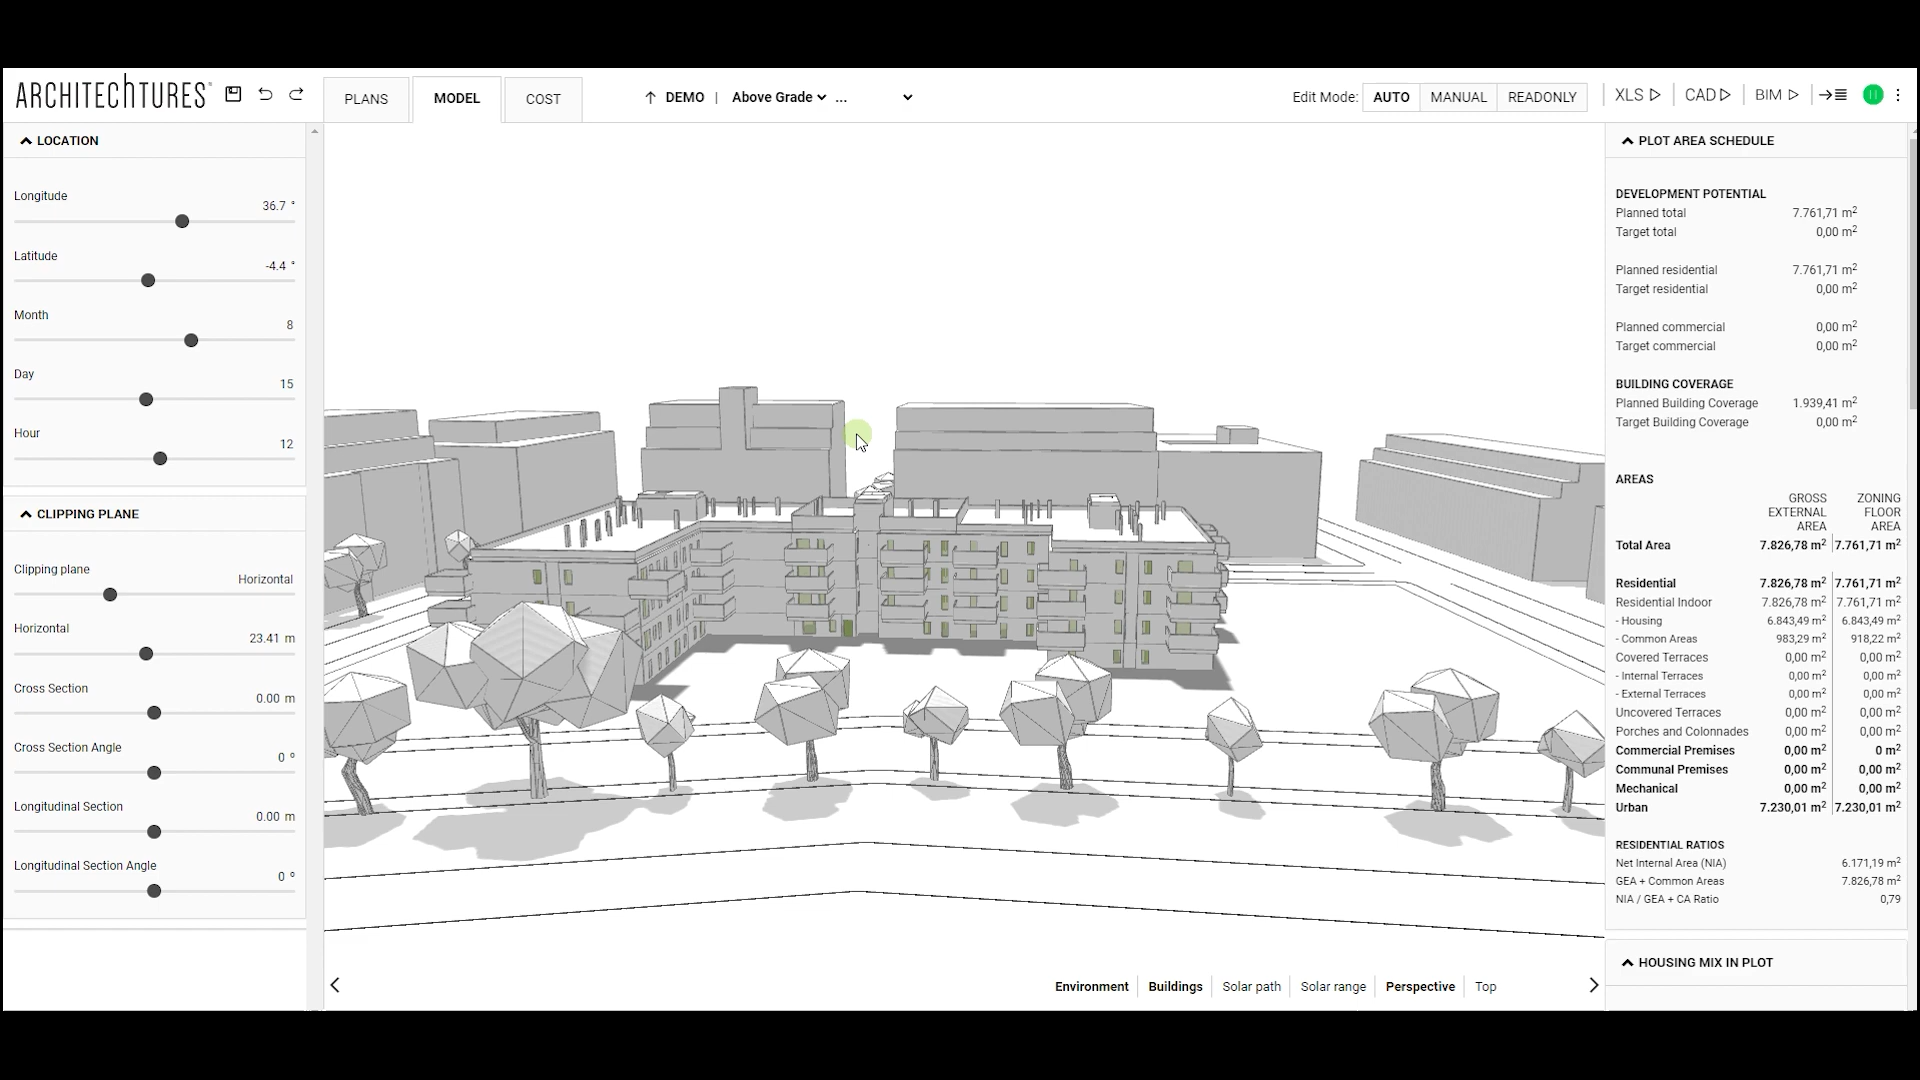 ARCHITEChTURES
PLANS
MODEL
COST
DEMO | Above Grade ...
Edit Mode: AUTO MANUAL READONLY
XLS CAD BIM
LOCATION
Longitude
36.7 °
Latitude
-4.4 °
Month
8
Day
15
Hour
12
CLIPPING PLANE
Clipping plane
Horizontal
Horizontal
23.41 m
Cross Section
0.00 m
Cross Section Angle
0 °
Longitudinal Section
0.00 m
Longitudinal Section Angle
0 °
Environment Buildings Solar path Solar range Perspective Top
PLOT AREA SCHEDULE
DEVELOPMENT POTENTIAL
Planned total 7.761,71 m²
Target total 0,00 m²
Planned residential 7.761,71 m²
Target residential 0,00 m²
Planned commercial 0,00 m²
Target commercial 0,00 m²
BUILDING COVERAGE
Planned Building Coverage 1.939,41 m²
Target Building Coverage 0,00 m²
AREAS
GROSS ZONING
EXTERNAL FLOOR
AREA AREA
Total Area 7.826,78 m² 7.761,71 m²
Residential 7.826,78 m² 7.761,71 m²
Residential Indoor 7.826,78 m² 7.761,71 m²
- Housing 6.843,49 m² 6.843,49 m²
- Common Areas 983,29 m² 918,22 m²
Covered Terraces 0,00 m² 0,00 m²
- Internal Terraces 0,00 m² 0,00 m²
- External Terraces 0,00 m² 0,00 m²
Uncovered Terraces 0,00 m² 0,00 m²
Porches and Colonnades 0,00 m² 0,00 m²
Commercial Premises 0,00 m² 0 m²
Communal Premises 0,00 m² 0,00 m²
Mechanical 0,00 m² 0,00 m²
Urban 7.230,01 m² 7.230,01 m²
RESIDENTIAL RATIOS
Net Internal Area (NIA) 6.171,19 m²
GEA + Common Areas 7.826,78 m²
NIA / GEA + CA Ratio 0,79
HOUSING MIX IN PLOT